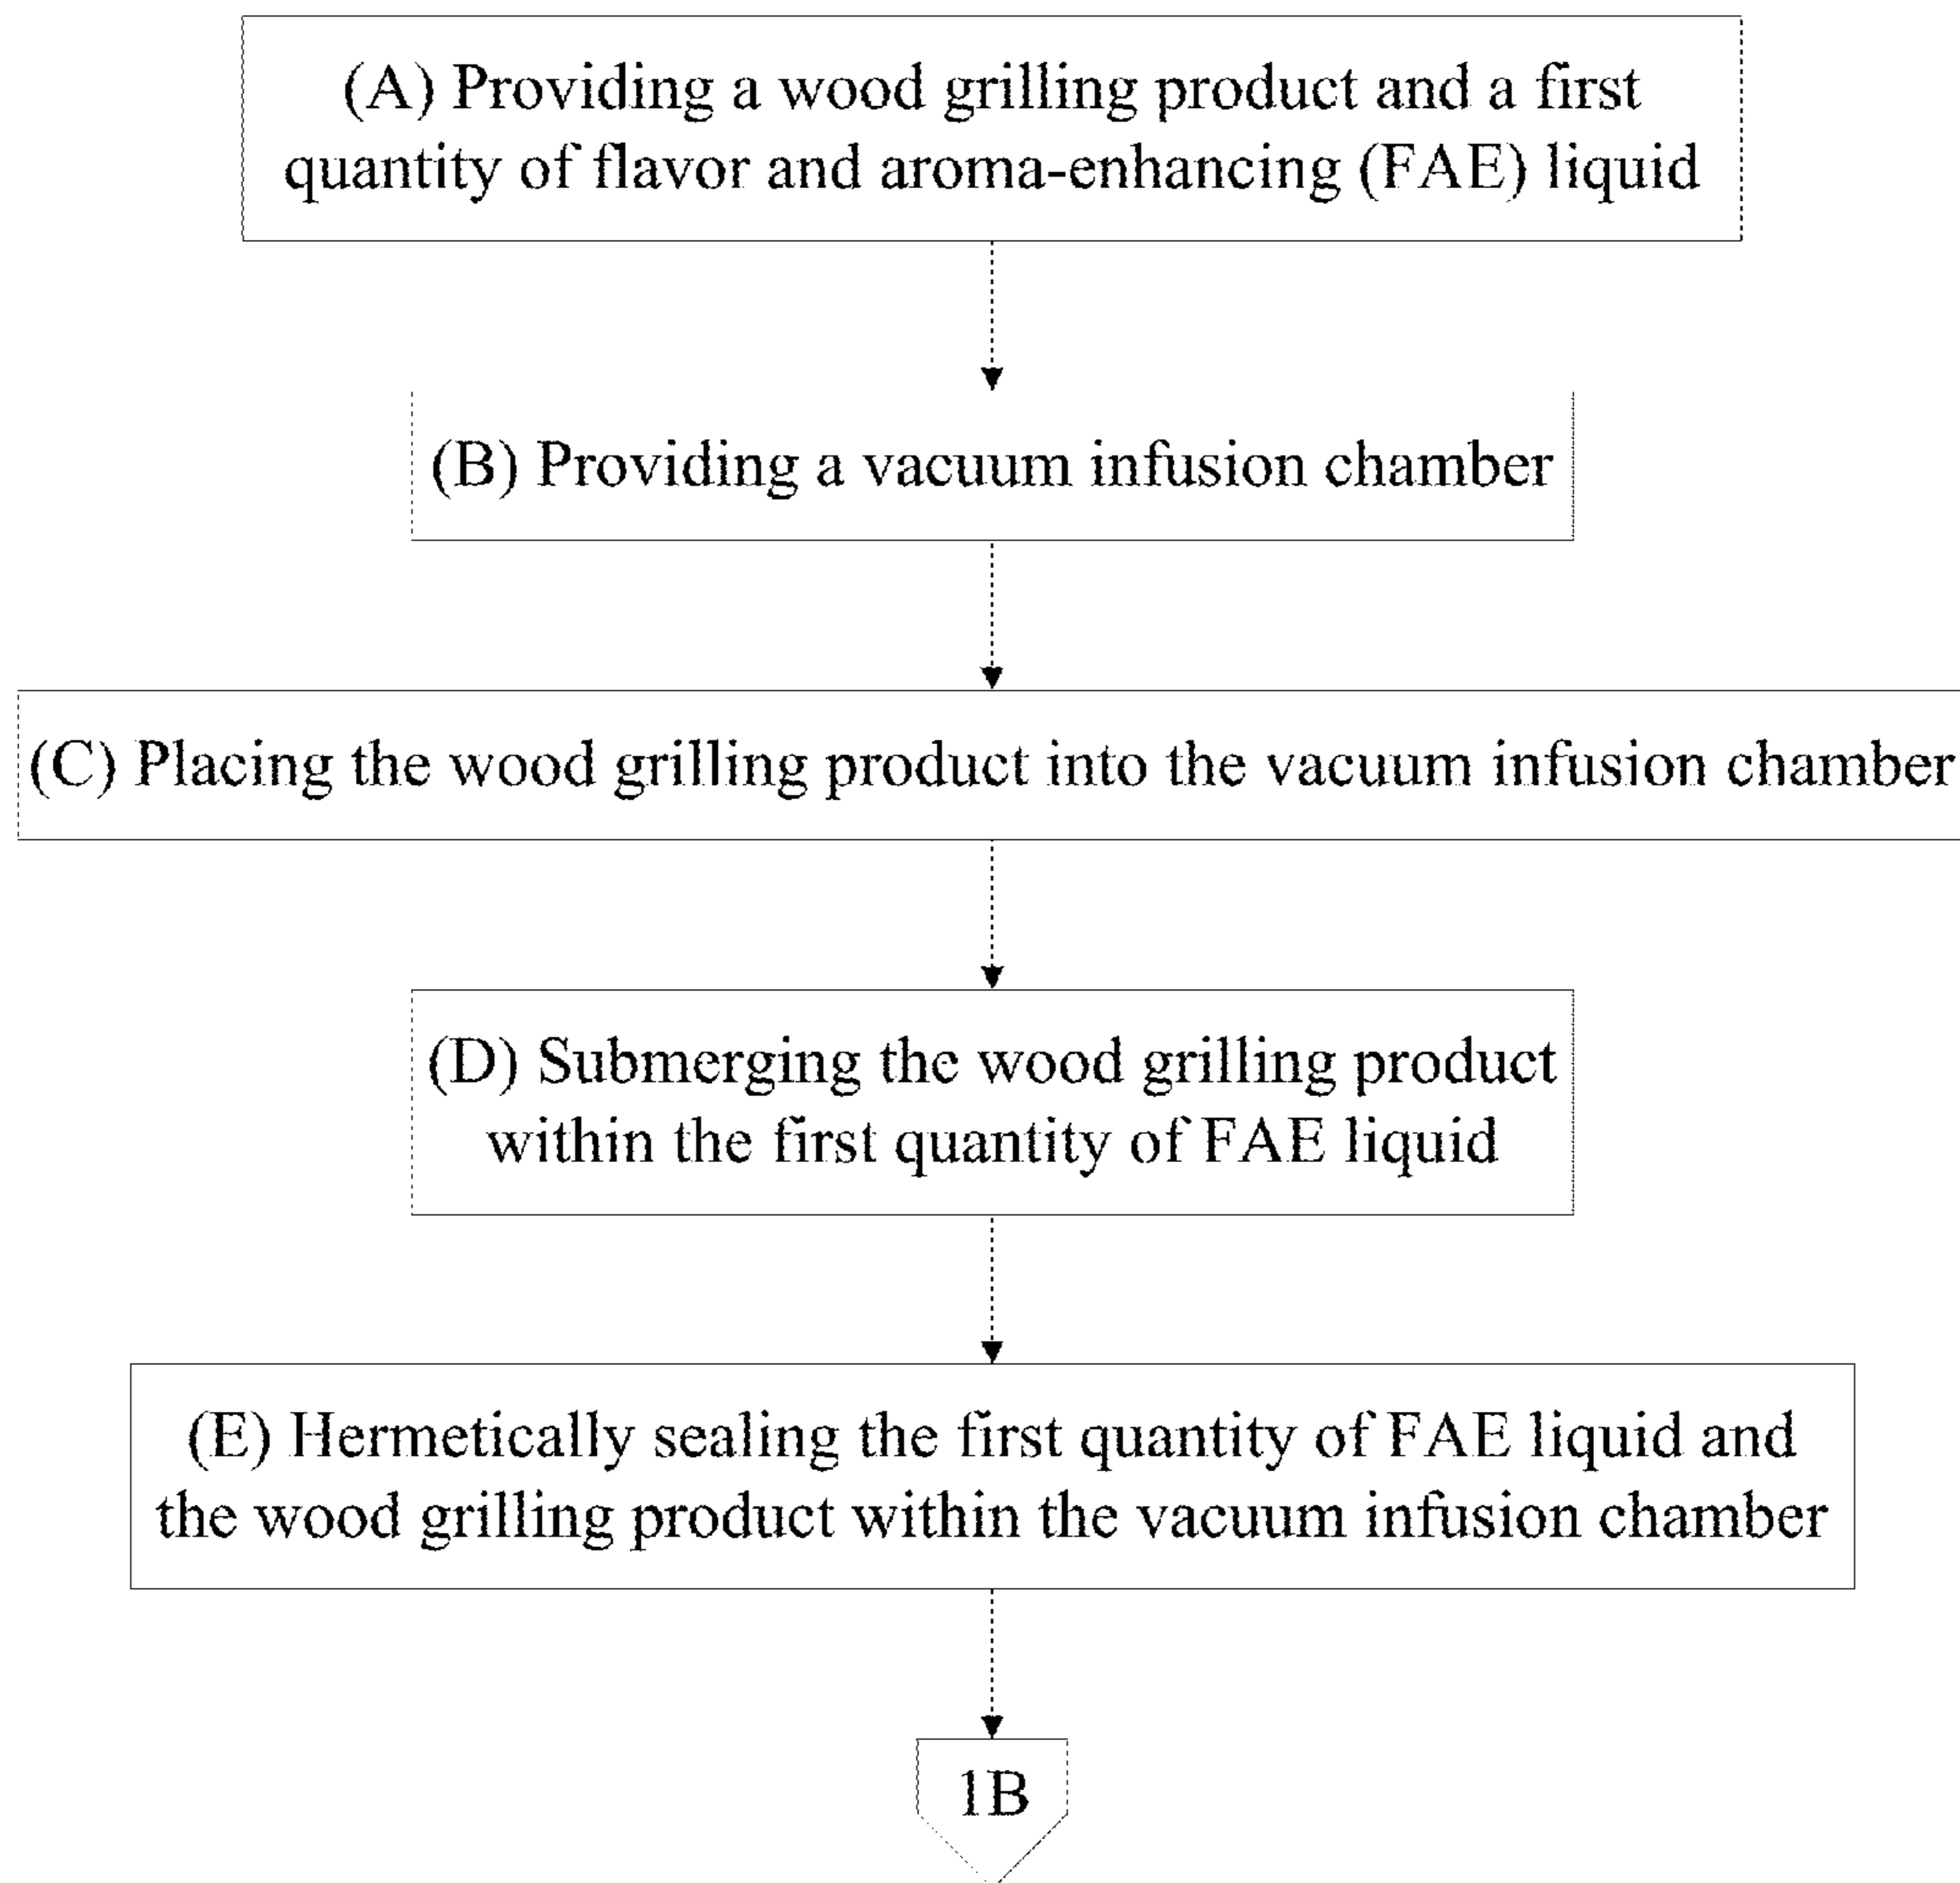 (A) Providing a wood grilling product and a first
quantity of flavor and aroma-enhancing (FAE) liquid
(B) Providing a vacuum infusion chamber
(C) Placing the wood grilling product into the vacuum infusion chamber
(D) Submerging the wood grilling product
within the first quantity of FAE liquid
(E) Hermetically sealing the first quantity of FAE liquid and
the wood grilling product within the vacuum infusion chamber
1B